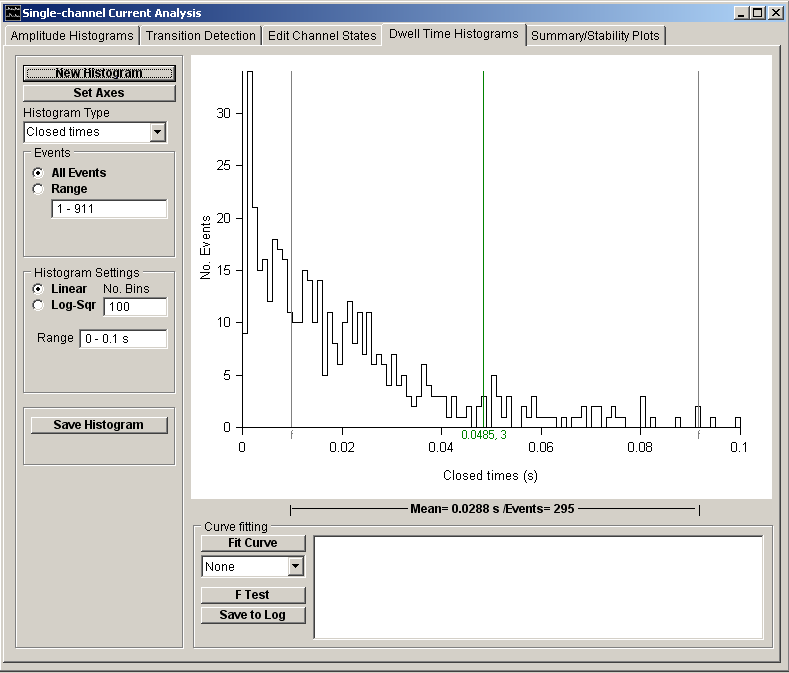 Single-channel Current Analysis
Amplitude Histograms Transition Detection Edit Channel States Dwell Time Histograms Summary/Stability Plots
New Histogram
Set Axes
Histogram Type
Closed times
Events
All Events
Range
1 - 911
Histogram Settings
Linear No. Bins
Log-Sqr 100
Range 0 - 0.1 s
Save Histogram
No. Events
30
25
20
15
10
5
0
f 0.0485, 3 f
0 0.02 0.04 0.06 0.08 0.1
Closed times (s)
Mean= 0.0288 s /Events= 295
Curve fitting
Fit Curve
None
F Test
Save to Log